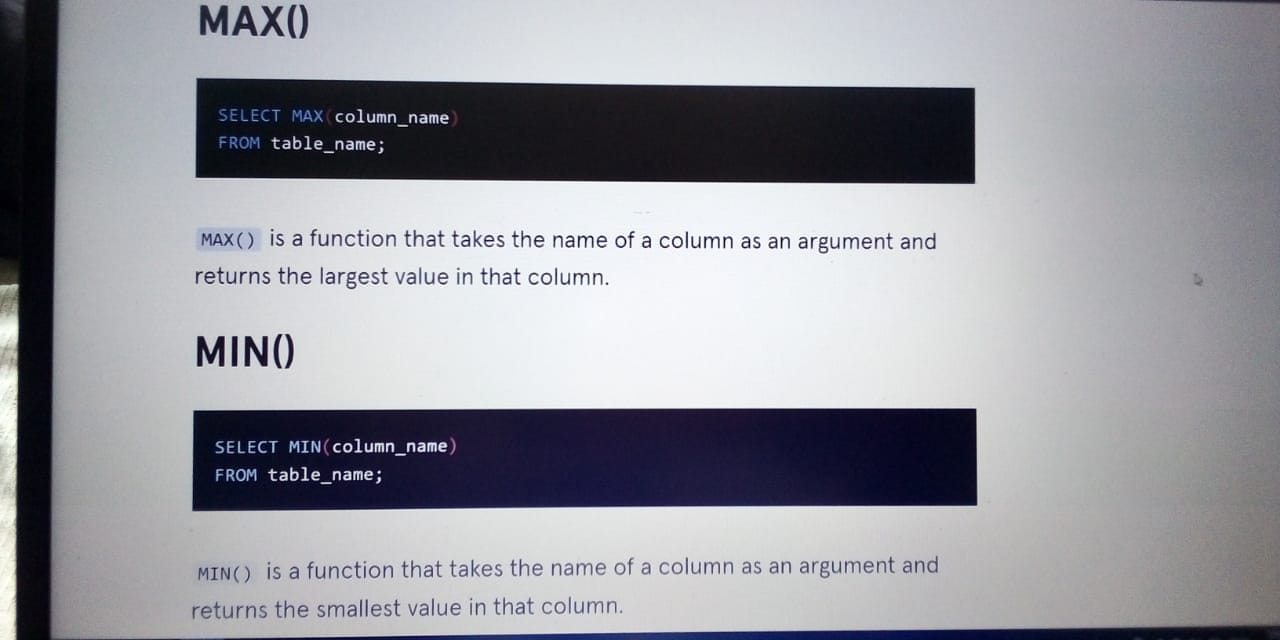 MAX()
SELECT MAX(column_name)
FROM table_name;
MAX() is a function that takes the name of a column as an argument and
returns the largest value in that column.
MIN()
SELECT MIN(column_name)
FROM table_name;
MIN() is a function that takes the name of a column as an argument and
returns the smallest value in that column.